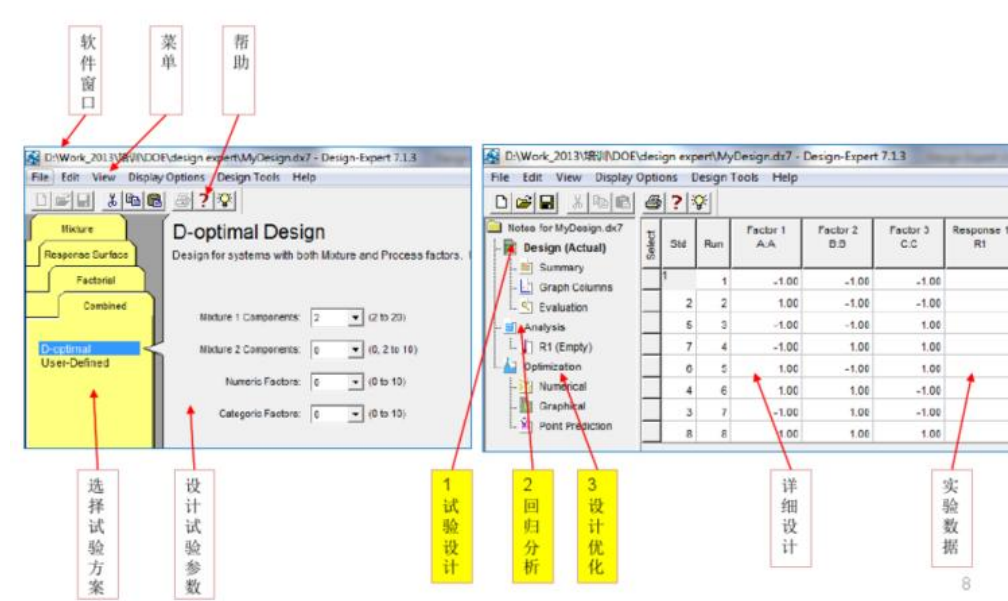 软件窗口
菜单
帮助
D:\Work_2013\培训\DOE\design expert\MyDesign.dx7 - Design-Expert 7.1.3
File Edit View Display Options Design Tools Help
Mixture
Response Surface
Factorial
Combined
D-optimal
User-Defined
D-optimal Design
Design for systems with both Mixture and Process factors.
Mixture 1 Components: 2 (2 to 20)
Mixture 2 Components: 0 (0, 2 to 10)
Numeric Factors: 0 (0 to 10)
Categoric Factors: 0 (0 to 10)
D:\Work_2013\培训\DOE\design expert\MyDesign.dx7 - Design-Expert 7.1.3
File Edit View Display Options Design Tools Help
Notes for MyDesign.dx7
Design (Actual)
Summary
Graph Columns
Evaluation
Analysis
R1 (Empty)
Optimization
Numerical
Graphical
Point Prediction
Select Std Run Factor 1 A:A Factor 2 B:B Factor 3 C:C Response 1 R1
1 1 -1.00 -1.00 -1.00
2 2 1.00 -1.00 -1.00
5 3 -1.00 -1.00 1.00
7 4 -1.00 1.00 1.00
6 5 1.00 -1.00 1.00
4 6 1.00 1.00 -1.00
3 7 -1.00 1.00 -1.00
8 8 1.00 1.00 1.00
选择试验方案
设计试验参数
1试验设计
2回归分析
3设计优化
详细设计
实验数据
8